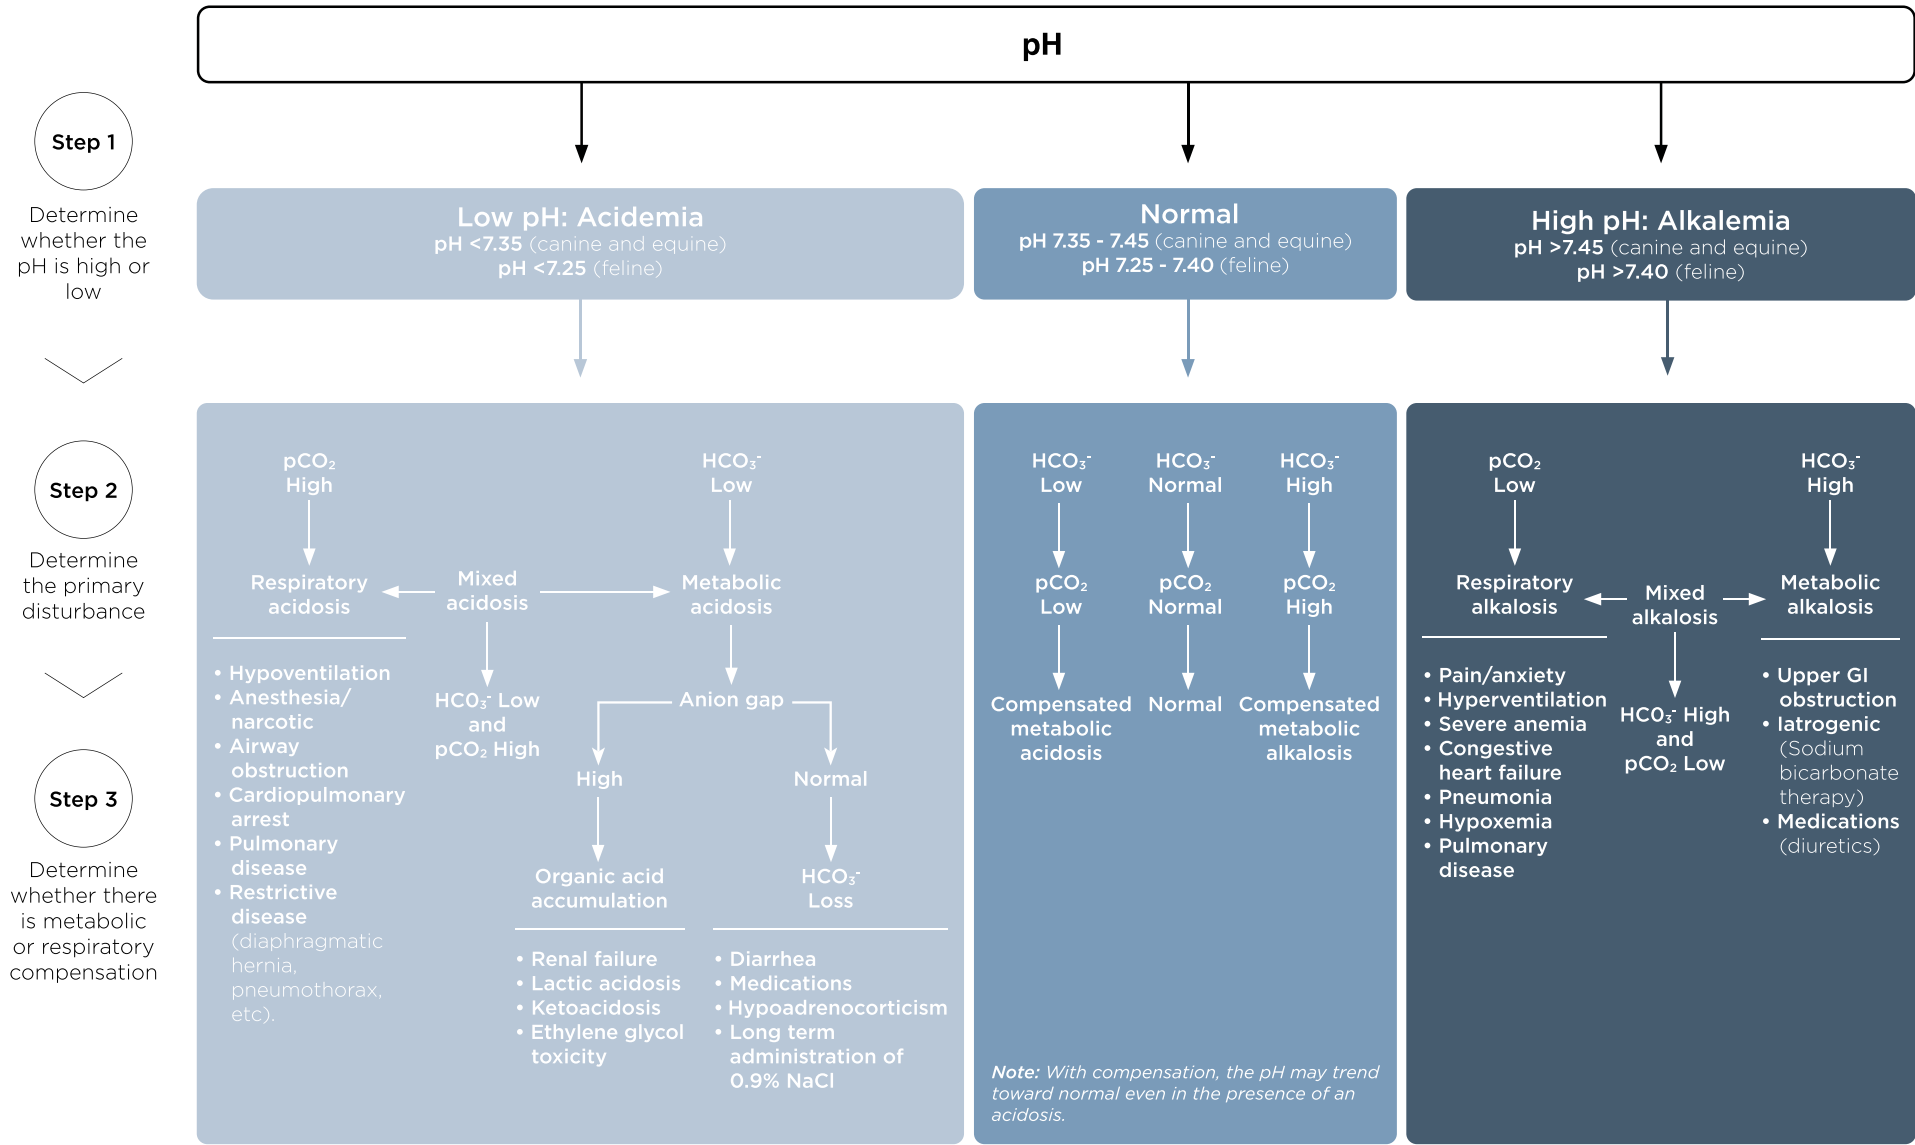 pH
Step 1
Determine
whether the
pH is high or
low
Low pH: Acidemia
pH <7.35 (canine and equine)
pH <7.25 (feline)
Normal
pH 7.35 - 7.45 (canine and equine)
pH 7.25 - 7.40 (feline)
High pH: Alkalemia
pH >7.45 (canine and equine)
pH >7.40 (feline)
Step 2
Determine
the primary
disturbance
Step 3
Determine
whether there
is metabolic
or respiratory
compensation
pCO₂
High
Respiratory
acidosis
• Hypoventilation
• Anesthesia/
narcotic
• Airway
obstruction
• Cardiopulmonary
arrest
• Pulmonary
disease
• Restrictive
disease
(diaphragmatic
hernia,
pneumothorax,
etc).
Mixed
acidosis
HC0₃⁻ Low
and
pCO₂ High
HCO₃⁻
Low
Metabolic
acidosis
Anion gap
High
Organic acid
accumulation
• Renal failure
• Lactic acidosis
• Ketoacidosis
• Ethylene glycol
toxicity
Normal
HCO₃⁻
Loss
• Diarrhea
• Medications
• Hypoadrenocorticism
• Long term
administration of
0.9% NaCl
HCO₃⁻
Low
pCO₂
Low
Compensated
metabolic
acidosis
HCO₃⁻
Normal
pCO₂
Normal
Normal
HCO₃⁻
High
pCO₂
High
Compensated
metabolic
alkalosis
Note: With compensation, the pH may trend
toward normal even in the presence of an
acidosis.
pCO₂
Low
Respiratory
alkalosis
• Pain/anxiety
• Hyperventilation
• Severe anemia
• Congestive
heart failure
• Pneumonia
• Hypoxemia
• Pulmonary
disease
Mixed
alkalosis
HC0₃⁻ High
and
pCO₂ Low
HCO₃⁻
High
Metabolic
alkalosis
• Upper GI
obstruction
• Iatrogenic
(Sodium
bicarbonate
therapy)
• Medications
(diuretics)